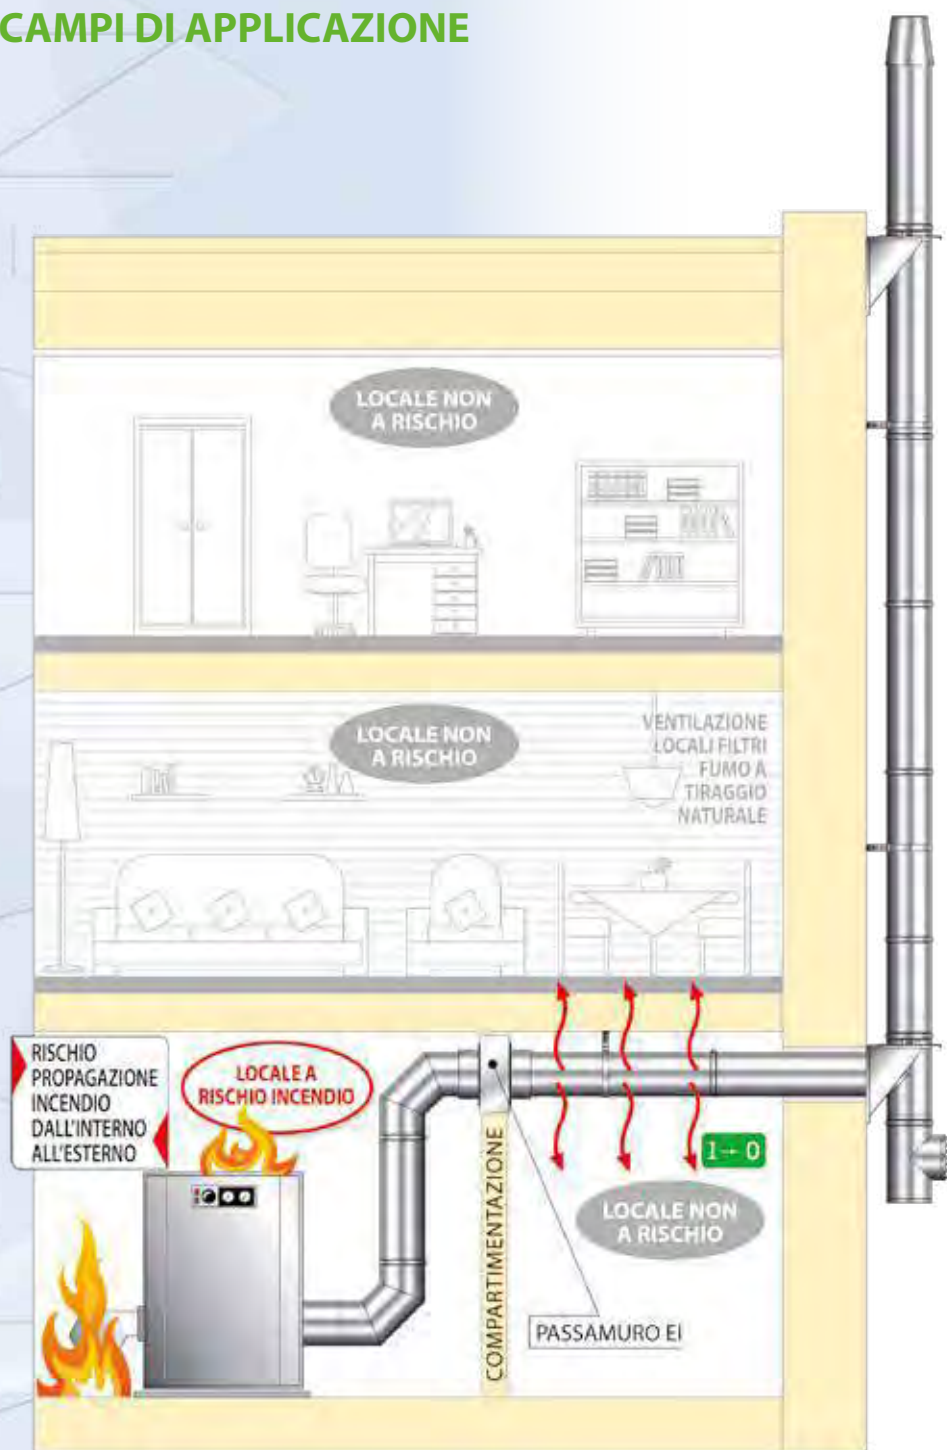 CAMPI DI APPLICAZIONE
LOCALE NON
A RISCHIO
LOCALE NON
A RISCHIO
VENTILAZIONE
LOCALI FILTRI
FUMO A
TIRAGGIO
NATURALE
RISCHIO
PROPAGAZIONE
INCENDIO
DALL'INTERNO
ALL'ESTERNO
LOCALE A
RISCHIO INCENDIO
COMPARTIMENTAZIONE
1→0
LOCALE NON
A RISCHIO
PASSAMURO EI